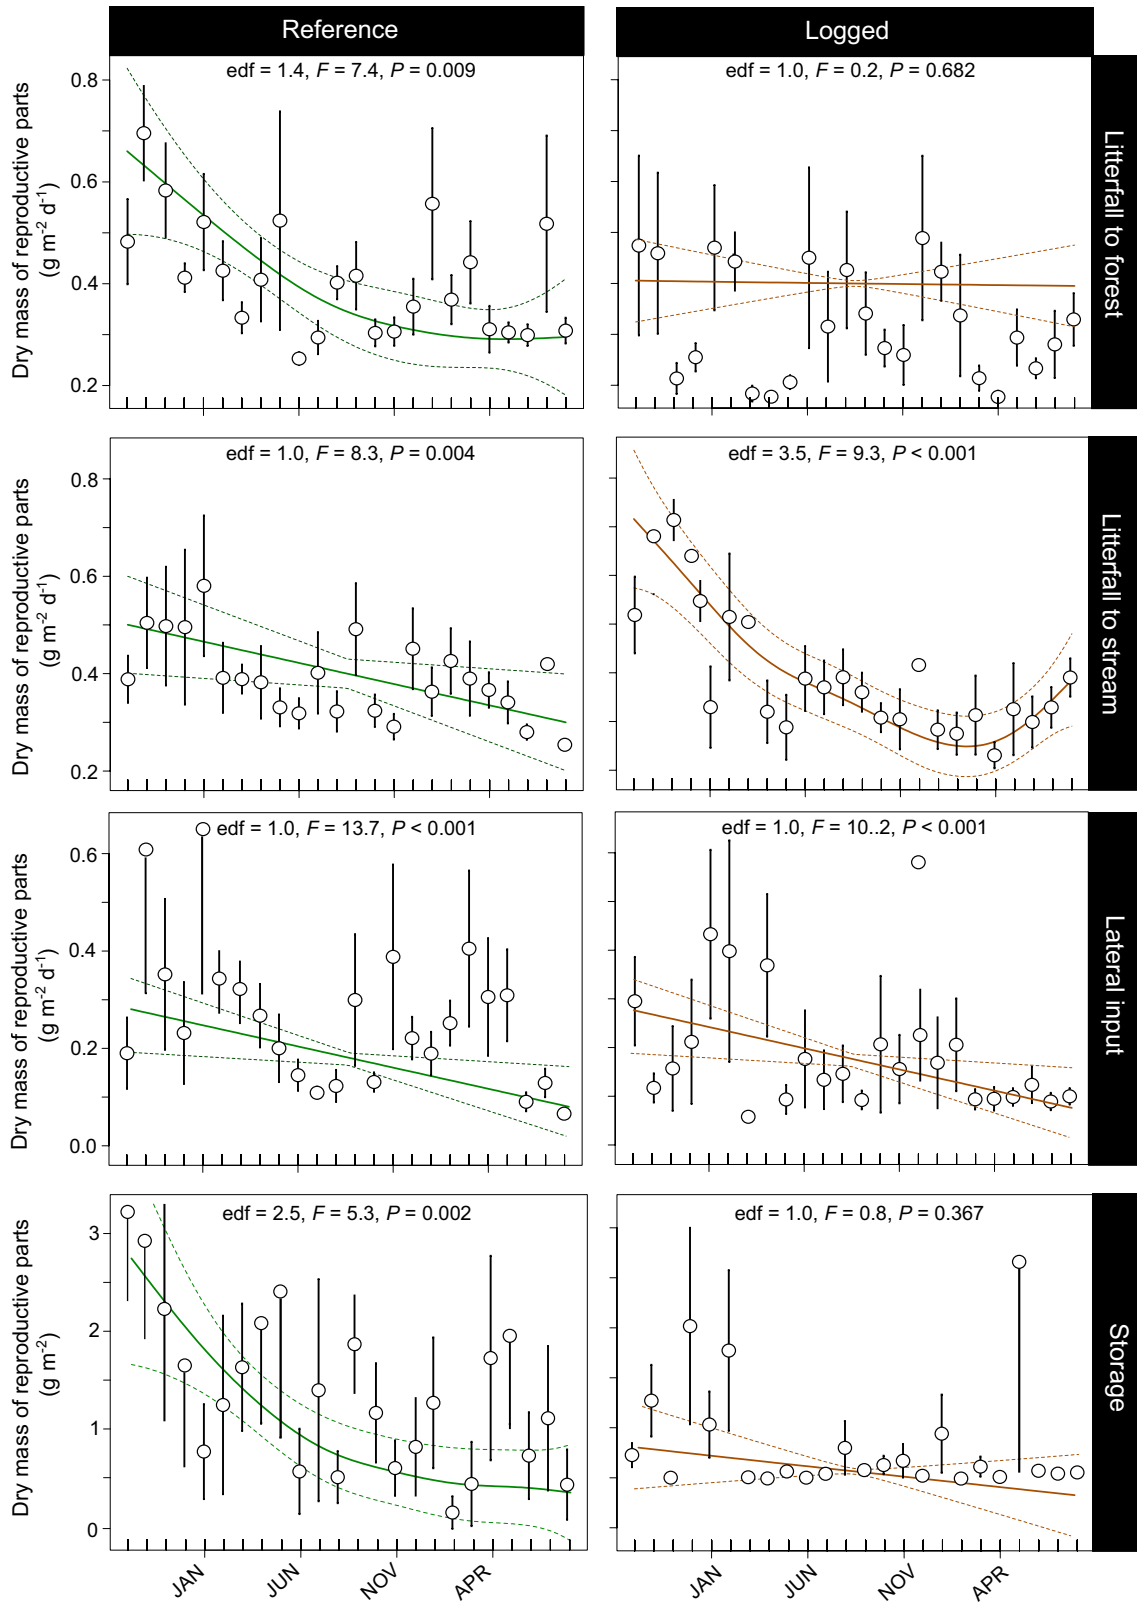 Reference
Logged
edf = 1.4, F = 7.4, P = 0.009
edf = 1.0, F = 0.2, P = 0.682
Dry mass of reproductive parts
(g m⁻² d⁻¹)
0.8
0.6
0.4
0.2
Litterfall to forest
edf = 1.0, F = 8.3, P = 0.004
edf = 3.5, F = 9.3, P < 0.001
Dry mass of reproductive parts
(g m⁻² d⁻¹)
0.8
0.6
0.4
0.2
Litterfall to stream
edf = 1.0, F = 13.7, P < 0.001
edf = 1.0, F = 10..2, P < 0.001
Dry mass of reproductive parts
(g m⁻² d⁻¹)
0.6
0.4
0.2
0.0
Lateral input
edf = 2.5, F = 5.3, P = 0.002
edf = 1.0, F = 0.8, P = 0.367
Dry mass of reproductive parts
(g m⁻²)
3
2
1
0
Storage
JAN JUN NOV APR
JAN JUN NOV APR